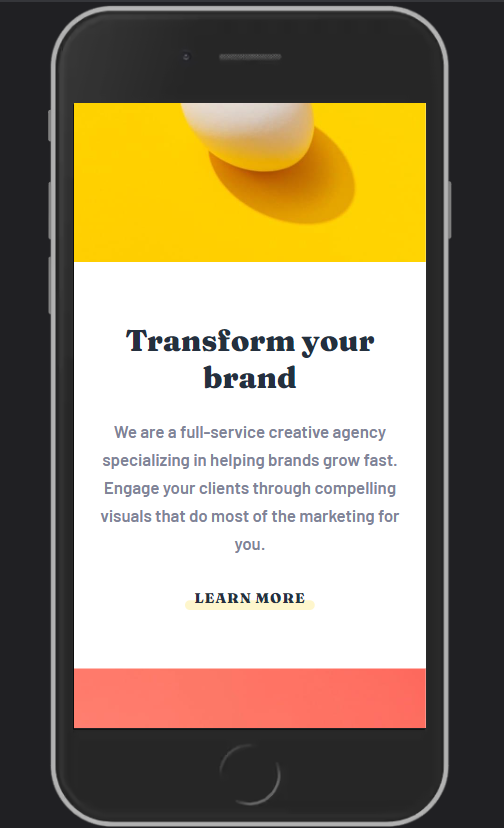 Transform your
brand
We are a full-service creative agency
specializing in helping brands grow fast.
Engage your clients through compelling
visuals that do most of the marketing for
you.
LEARN MORE